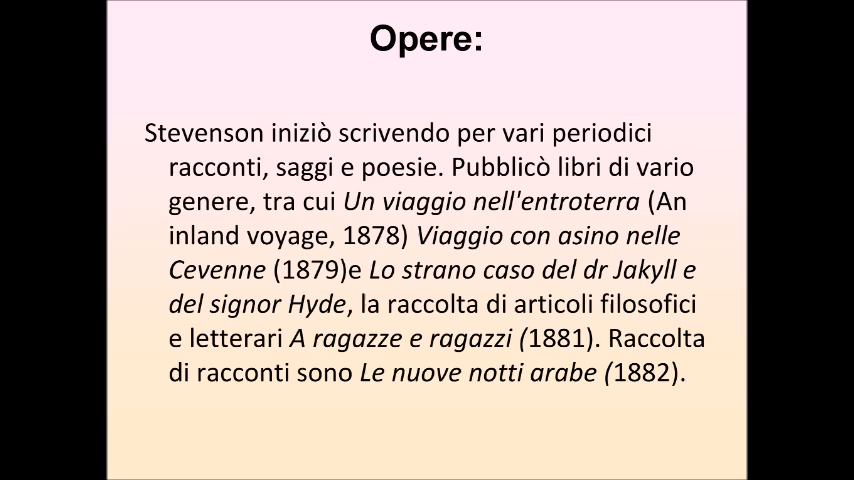 Opere:
Stevenson iniziò scrivendo per vari periodici
racconti, saggi e poesie. Pubblicò libri di vario
genere, tra cui Un viaggio nell'entroterra (An
inland voyage, 1878) Viaggio con asino nelle
Cevenne (1879)e Lo strano caso del dr Jakyll e
del signor Hyde, la raccolta di articoli filosofici
e letterari A ragazze e ragazzi (1881). Raccolta
di racconti sono Le nuove notti arabe (1882).